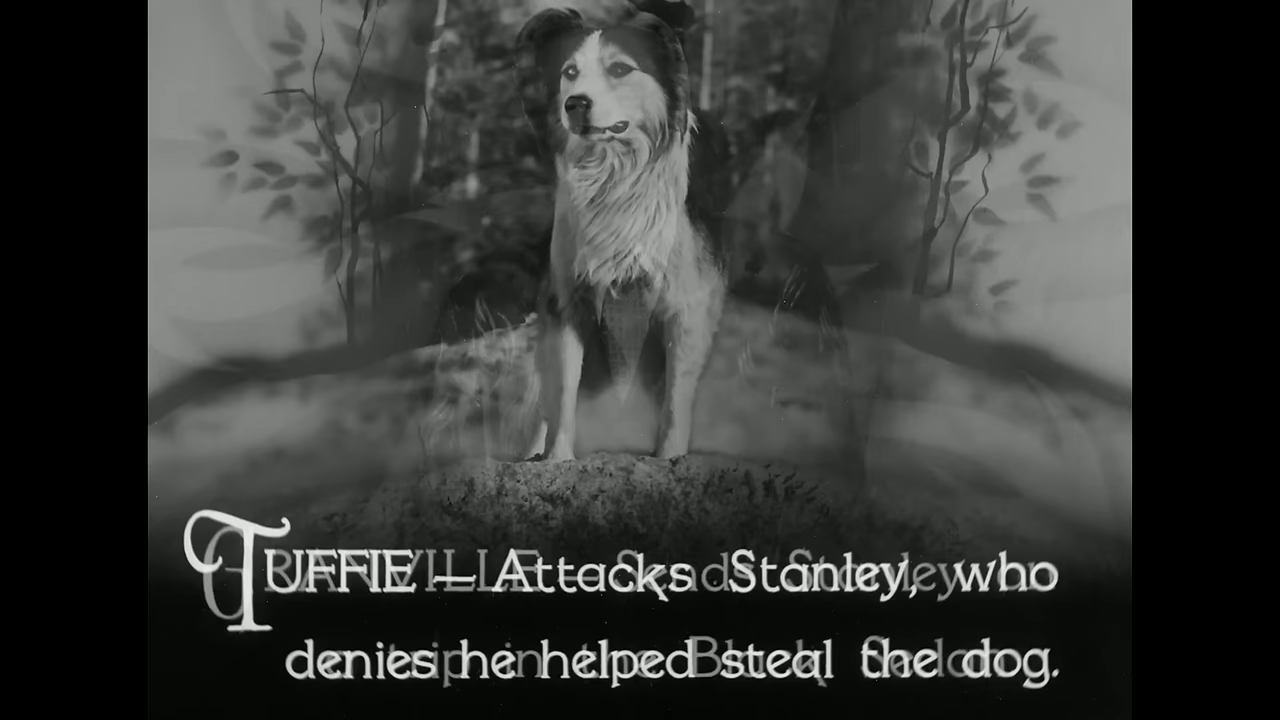 TUFFIE — Attacks Stanley, who
denies he helped steal the dog.